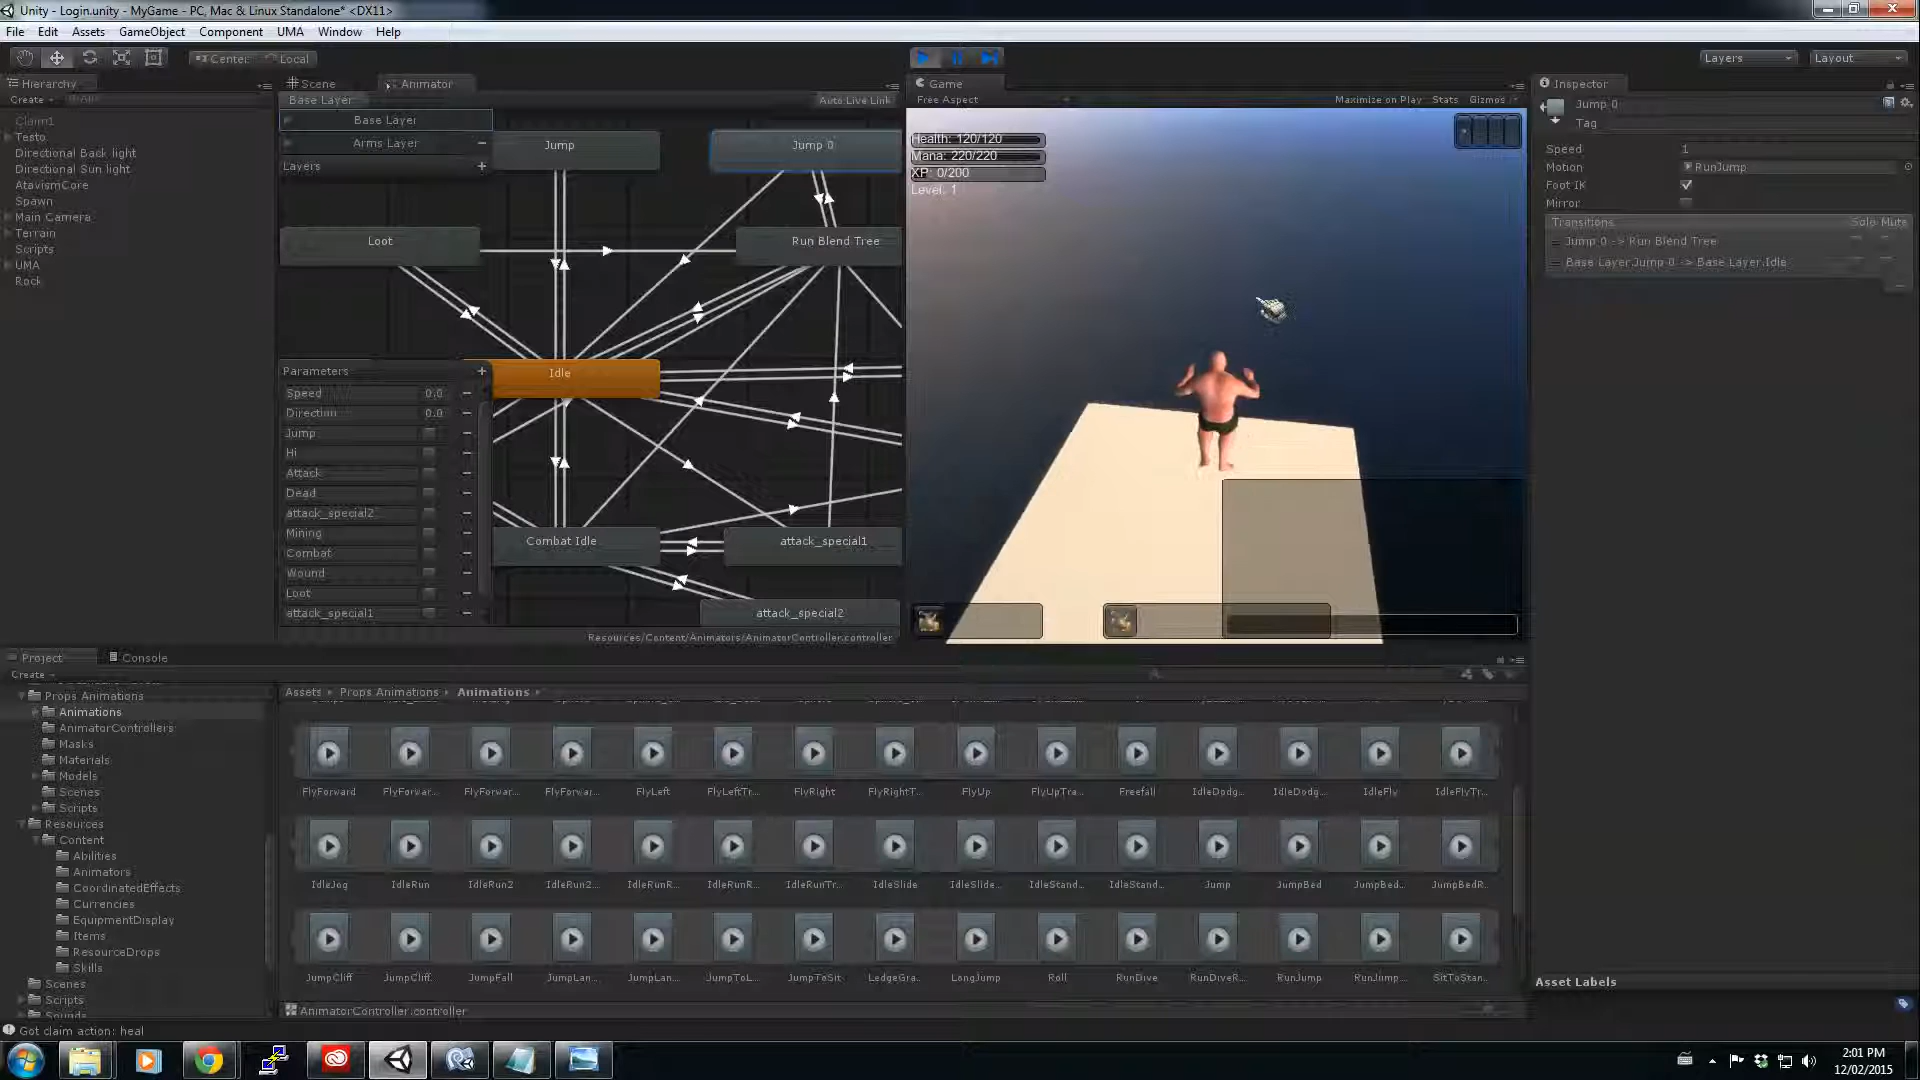 Unity - Login.unity - MyGame - PC, Mac & Linux Standalone* <DX11>
File Edit Assets GameObject Component UMA Window Help
Center Local
Layers Layout
Hierarchy
Create
Claim1
Testo
Directional Back light
Directional Sun light
AtavismCore
Spawn
Main Camera
Terrain
Scripts
UMA
Rock
Scene Animator
Base Layer Auto Live Link
Base Layer
Arms Layer
Layers
Jump
Jump 0
Loot
Run Blend Tree
Idle
Combat Idle
attack_special1
attack_special2
Parameters
Speed 0.0
Direction 0.0
Jump
Hi
Attack
Dead
attack_special2
Mining
Combat
Wound
Loot
attack_special1
Resources/Content/Animators/AnimatorController.controller
Game
Free Aspect Maximize on Play Stats Gizmos
Health: 120/120
Mana: 220/220
XP: 0/200
Level: 1
Inspector
Jump 0
Tag
Speed 1
Motion RunJump
Foot IK
Mirror
Transitions Solo Mute
Jump 0 -> Run Blend Tree
Base Layer.Jump 0 -> Base Layer.Idle
Asset Labels
Project Console
Create
Props Animations
Animations
AnimatorControllers
Masks
Materials
Models
Scenes
Scripts
Resources
Content
Abilities
Animators
CoordinatedEffects
Currencies
EquipmentDisplay
Items
ResourceDrops
Skills
Scenes
Scripts
Sounds
Assets Props Animations Animations
FlyForward FlyForwar... FlyForwar... FlyForwar... FlyLeft FlyLeftTr... FlyRight FlyRightT... FlyUp FlyUpTra... Freefall IdleDodg... IdleDodg... IdleFly IdleFlyTr...
IdleJog IdleRun IdleRun2 IdleRun2... IdleRunR... IdleRunR... IdleRunTr... IdleSlide IdleSlide... IdleStand... IdleStand... Jump JumpBed JumpBed... JumpBedR...
JumpCliff JumpCliff... JumpFall JumpLan... JumpLan... JumpToL... JumpToSit LedgeGra... LongJump Roll RunDive RunDiveR... RunJump RunJump... SitToStan...
AnimatorController.controller
Got claim action: heal
2:01 PM
12/02/2015